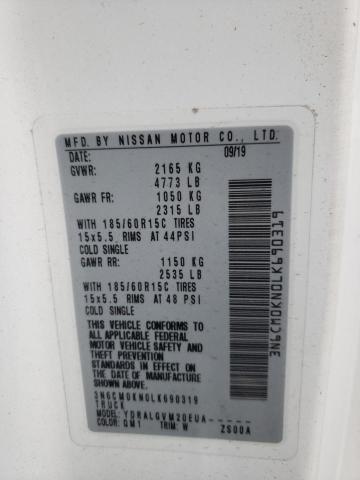 MFD. BY NISSAN MOTOR CO., LTD.
DATE: 09/19
GVWR: 2165 KG
4773 LB
GAWR FR: 1050 KG
2315 LB
WITH 185/60R15C TIRES
15x5.5 RIMS AT 44PSI
COLD SINGLE
GAWR RR: 1150 KG
2535 LB
WITH 185/60R15C TIRES
15x5.5 RIMS AT 48 PSI
COLD SINGLE
THIS VEHICLE CONFORMS TO
ALL APPLICABLE FEDERAL
MOTOR VEHICLE SAFETY AND
THEFT PREVENTION
STANDARDS IN EFFECT ON
THE DATE OF MANUFACTURE
SHOWN ABOVE.
3N6CM0KN0LK690319
TRUCK
MODEL: YDRALGVM20EUA-----
COLOR: QM1 TRIM: W ZS00A
3N6CM0KN0LK690319